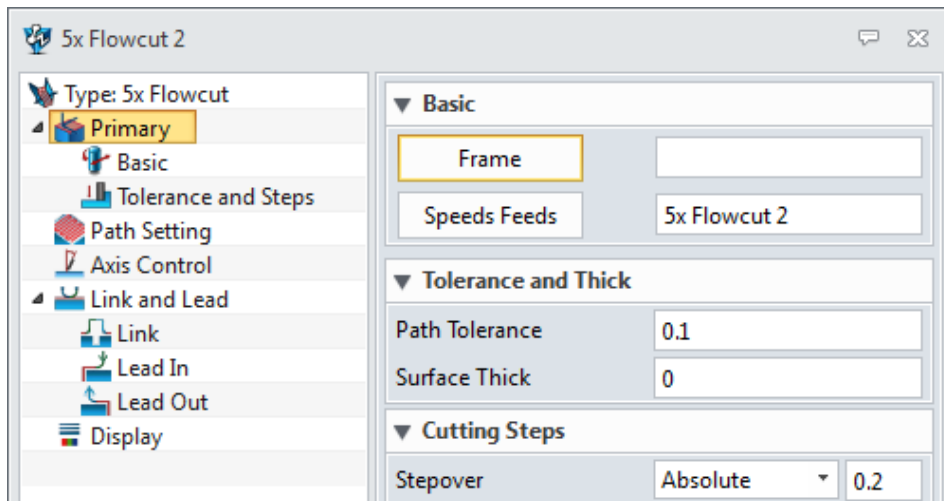 5x Flowcut 2
Type: 5x Flowcut
Primary
Basic
Tolerance and Steps
Path Setting
Axis Control
Link and Lead
Link
Lead In
Lead Out
Display
Basic
Frame
Speeds Feeds 5x Flowcut 2
Tolerance and Thick
Path Tolerance 0.1
Surface Thick 0
Cutting Steps
Stepover Absolute 0.2